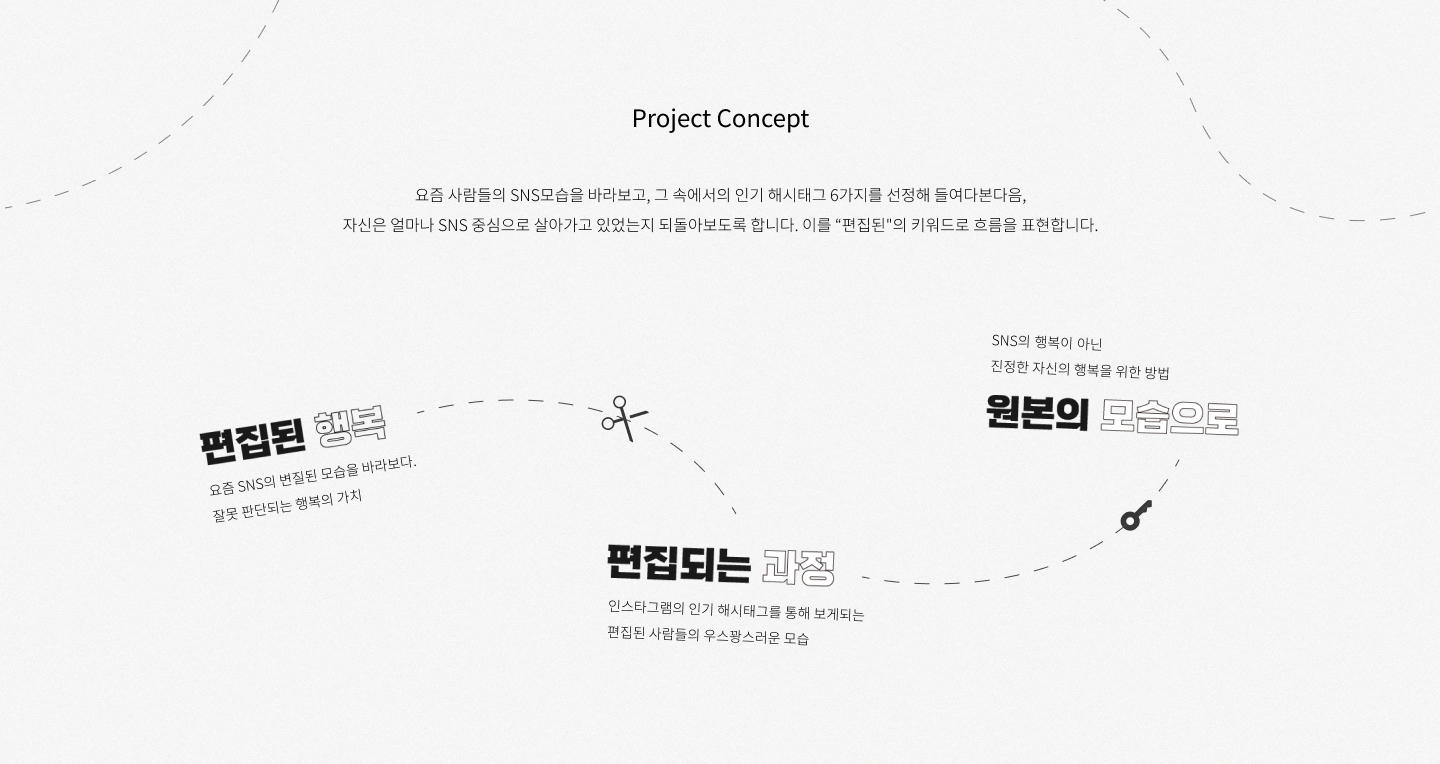 Project Concept
요즘 사람들의 SNS모습을 바라보고, 그 속에서의 인기 해시태그 6가지를 선정해 들여다본다음,
자신은 얼마나 SNS 중심으로 살아가고 있었는지 되돌아보도록 합니다. 이를 “편집된"의 키워드로 흐름을 표현합니다.
편집된 행복
요즘 SNS의 변질된 모습을 바라보다.
잘못 판단되는 행복의 가치
편집되는 과정
인스타그램의 인기 해시태그를 통해 보게되는
편집된 사람들의 우스꽝스러운 모습
SNS의 행복이 아닌
진정한 자신의 행복을 위한 방법
원본의 모습으로